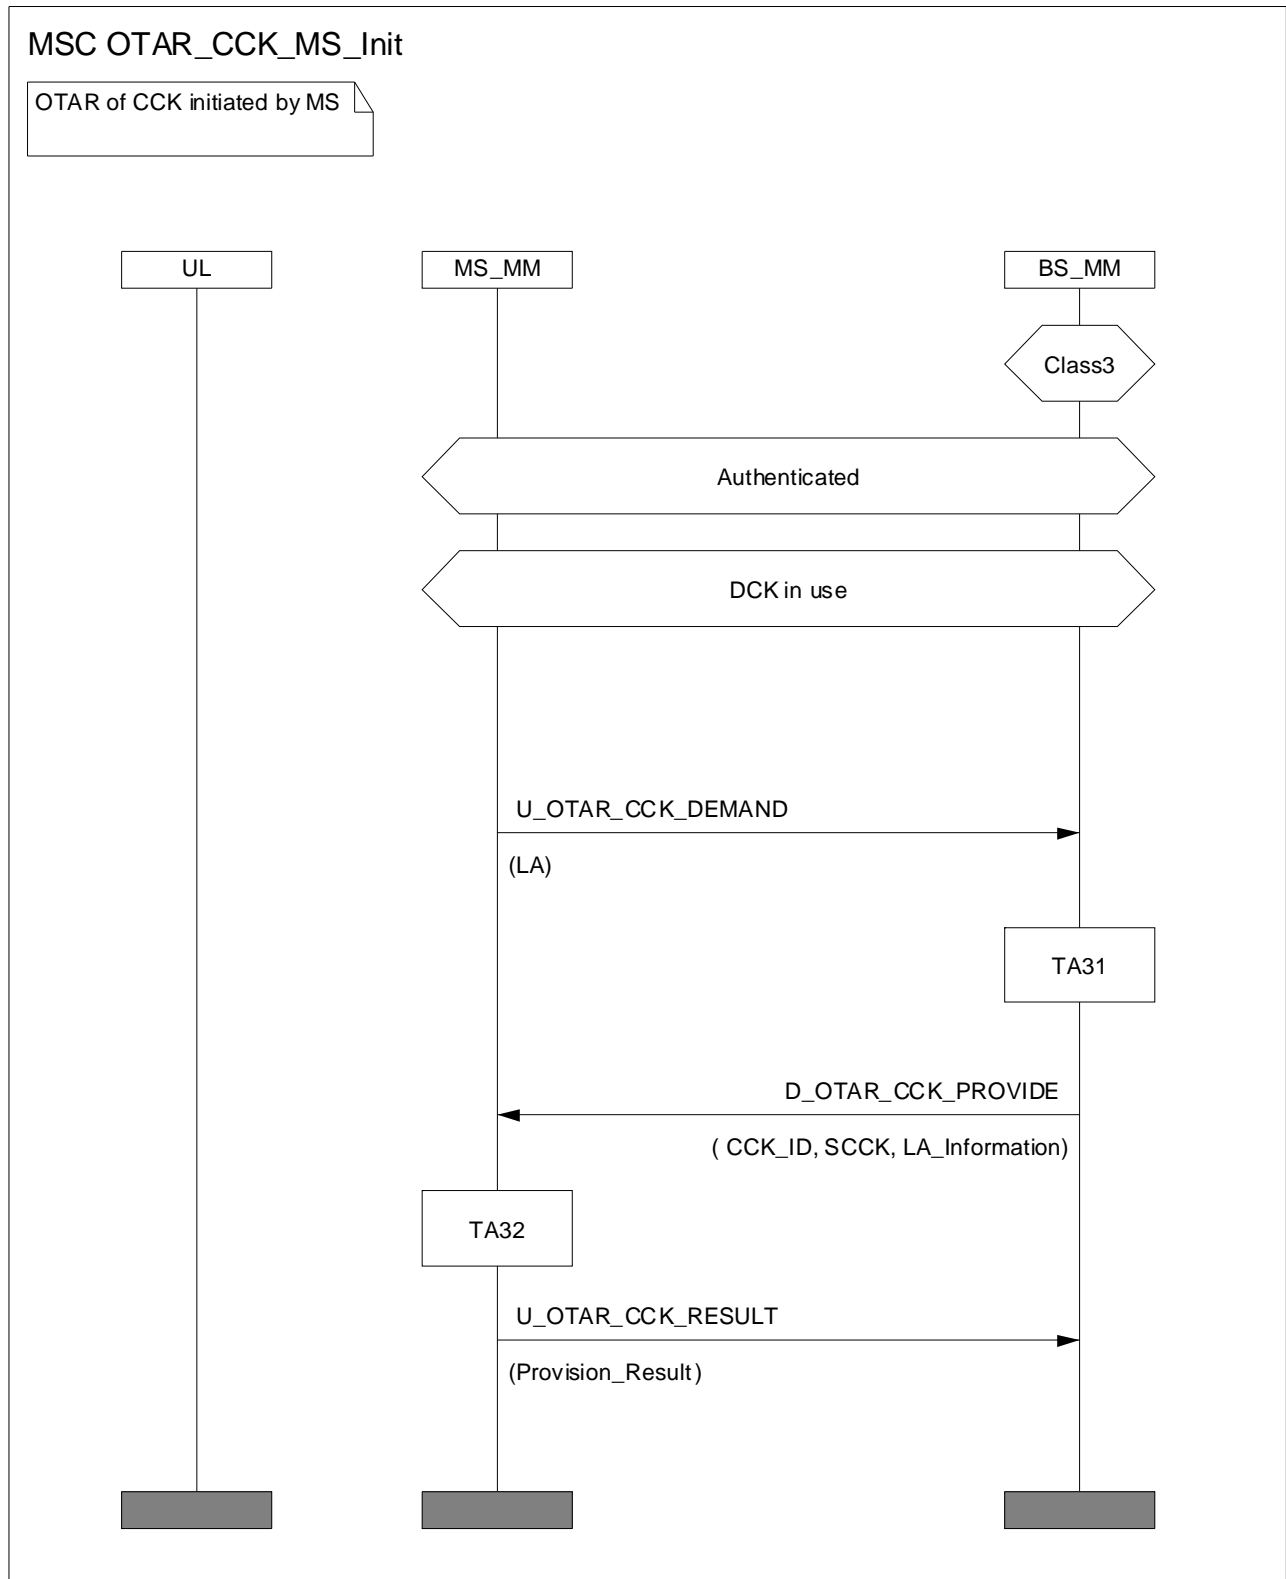 MSC OTAR_CCK_MS_Init
OTAR of CCK initiated by MS
UL
MS_MM
BS_MM
Class3
Authenticated
DCK in use
U_OTAR_CCK_DEMAND
(LA)
TA31
D_OTAR_CCK_PROVIDE
( CCK_ID, SCCK, LA_Information)
TA32
U_OTAR_CCK_RESULT
(Provision_Result)